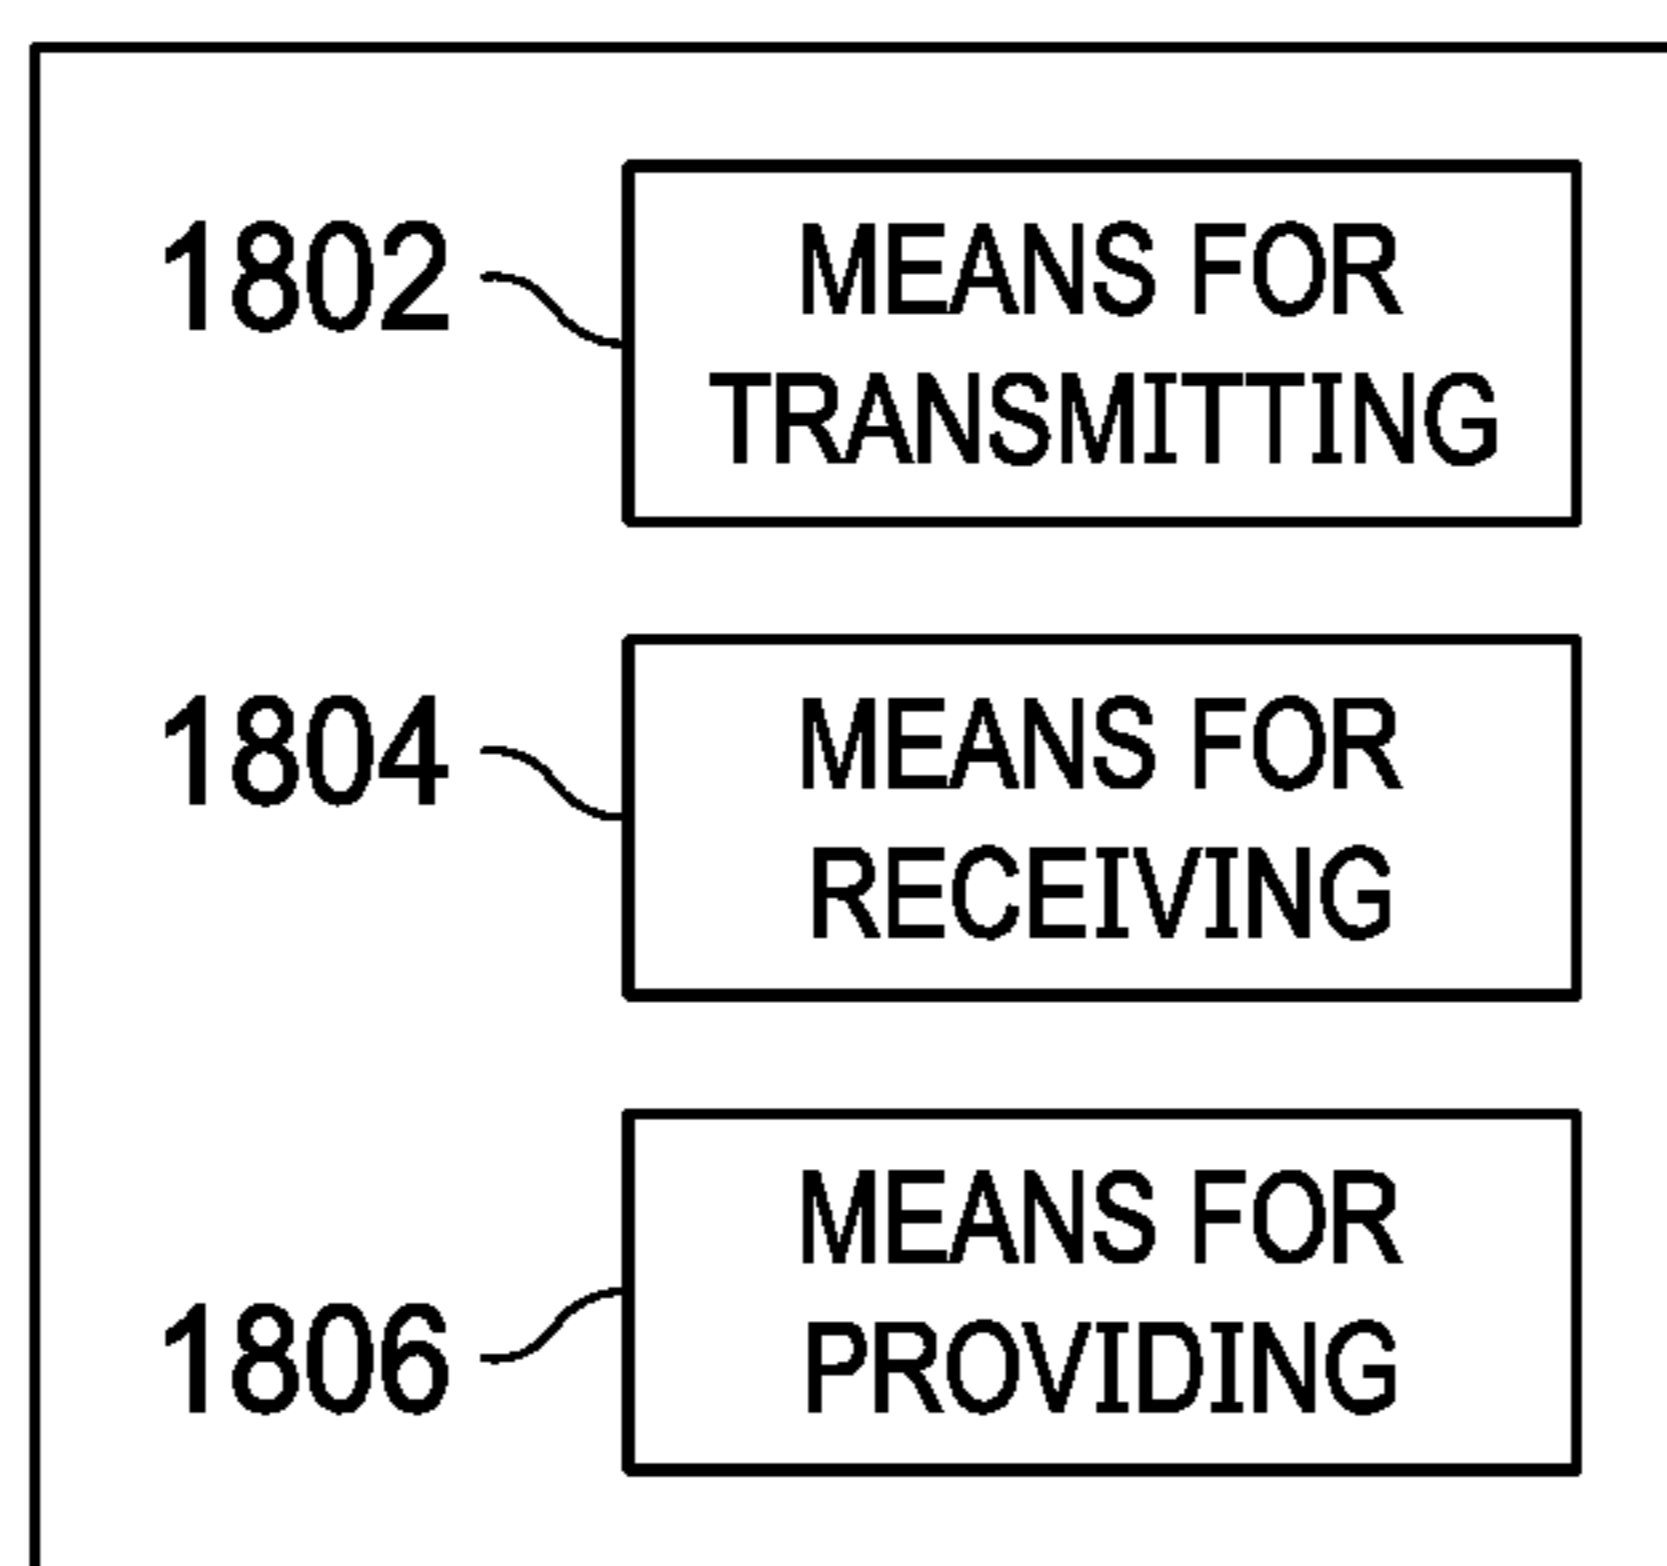 1802
MEANS FOR
TRANSMITTING
1804
MEANS FOR
RECEIVING
1806
MEANS FOR
PROVIDING